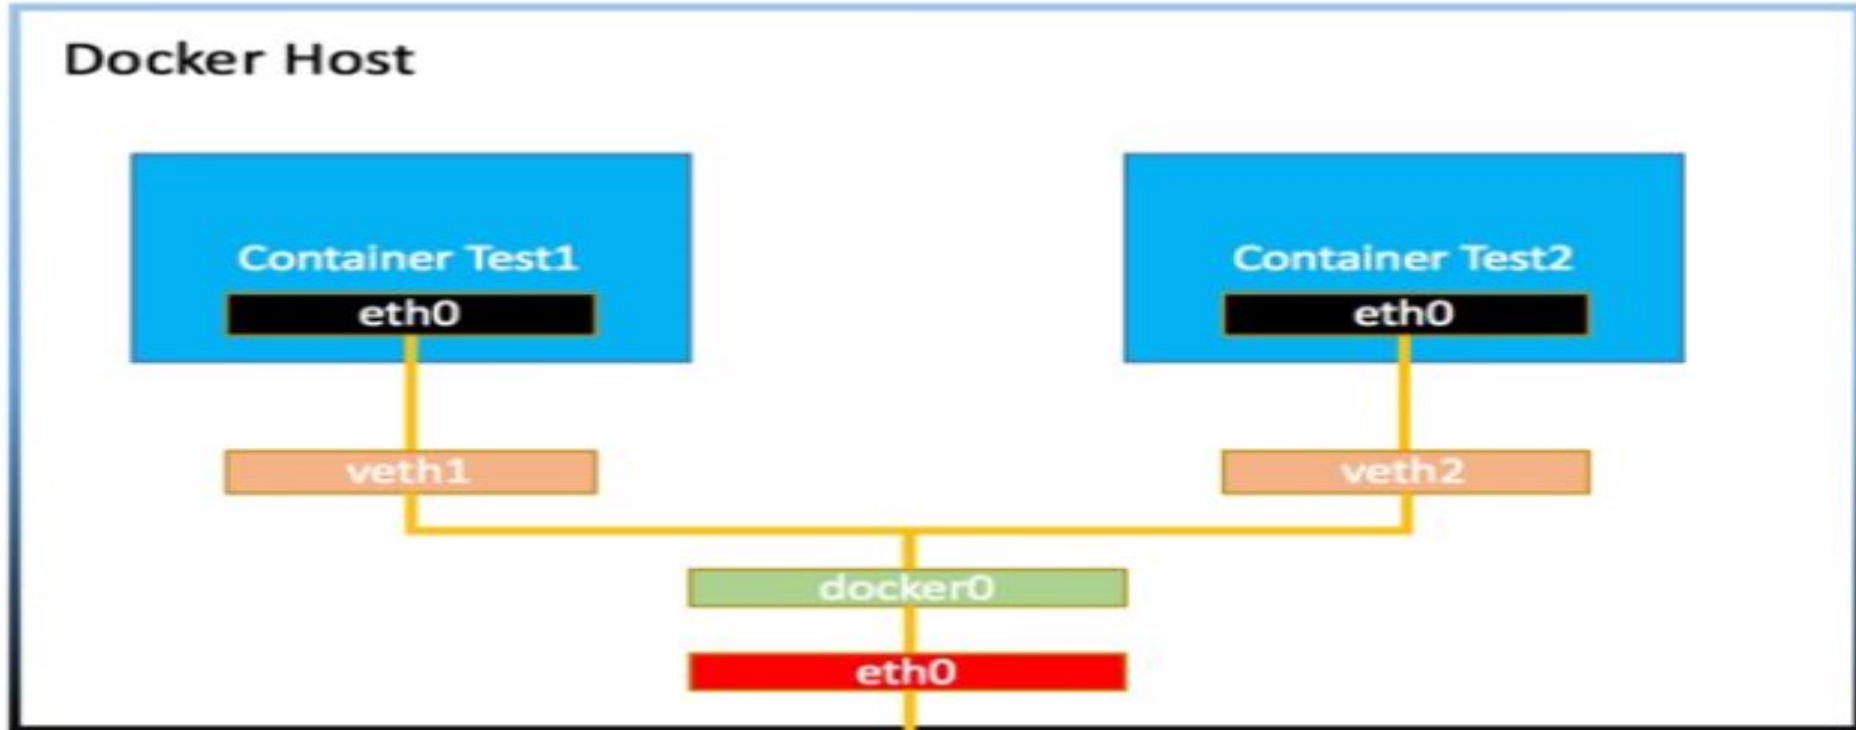 Docker Host
Container Test1
eth0
Container Test2
eth0
veth1
veth2
docker0
eth0